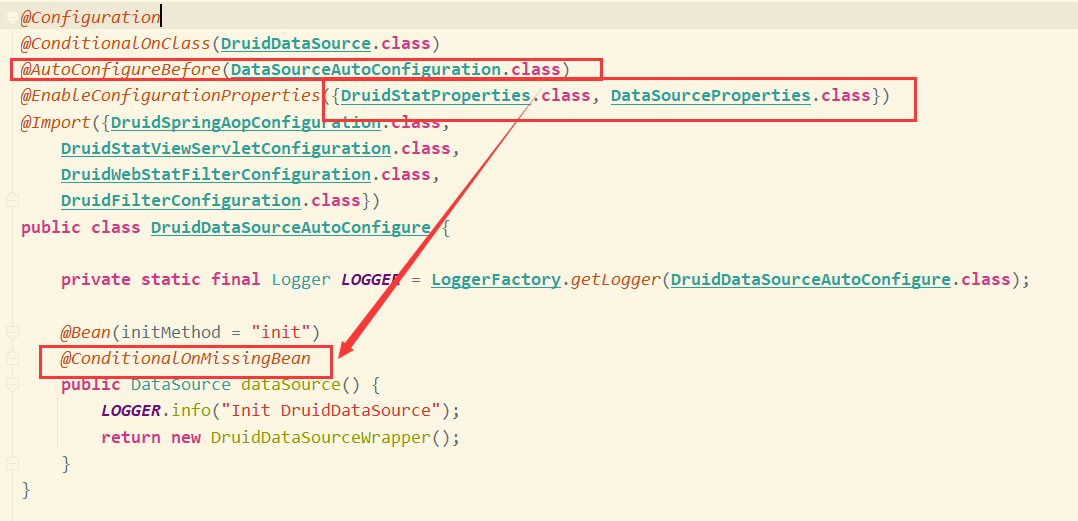 @Configuration
@ConditionalOnClass(DruidDataSource.class)
@AutoConfigureBefore(DataSourceAutoConfiguration.class)
@EnableConfigurationProperties({DruidStatProperties.class, DataSourceProperties.class})
@Import({DruidSpringAopConfiguration.class,
    DruidStatViewServletConfiguration.class,
    DruidWebStatFilterConfiguration.class,
    DruidFilterConfiguration.class})
public class DruidDataSourceAutoConfigure {
    private static final Logger LOGGER = LoggerFactory.getLogger(DruidDataSourceAutoConfigure.class);
    @Bean(initMethod = "init")
    @ConditionalOnMissingBean
    public DataSource dataSource() {
        LOGGER.info("Init DruidDataSource");
        return new DruidDataSourceWrapper();
    }
}